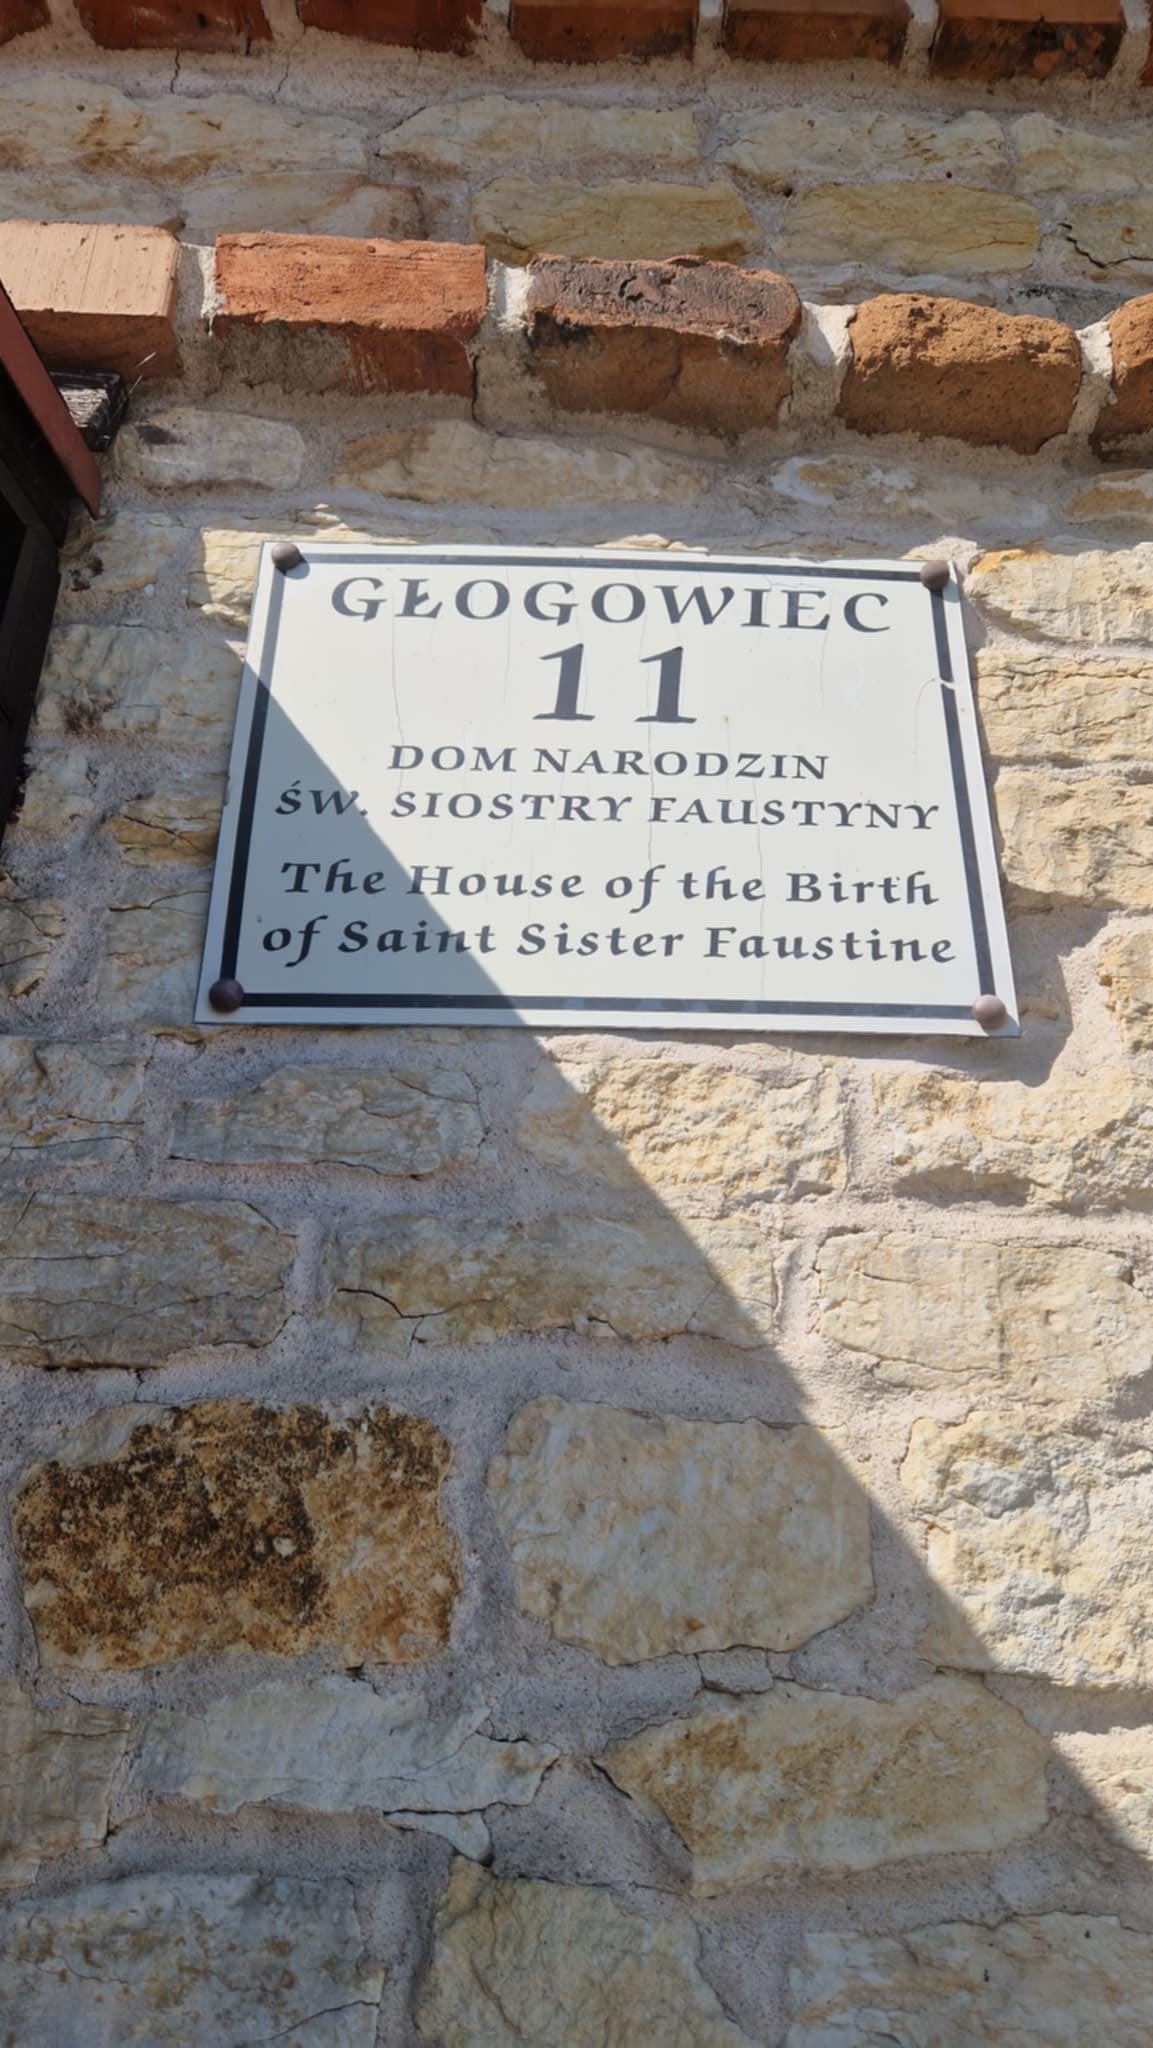 GŁOGOWIEC
11
DOM NARODZIN
ŚW. SIOSTRY FAUSTYNY
The House of the Birth
of Saint Sister Faustine